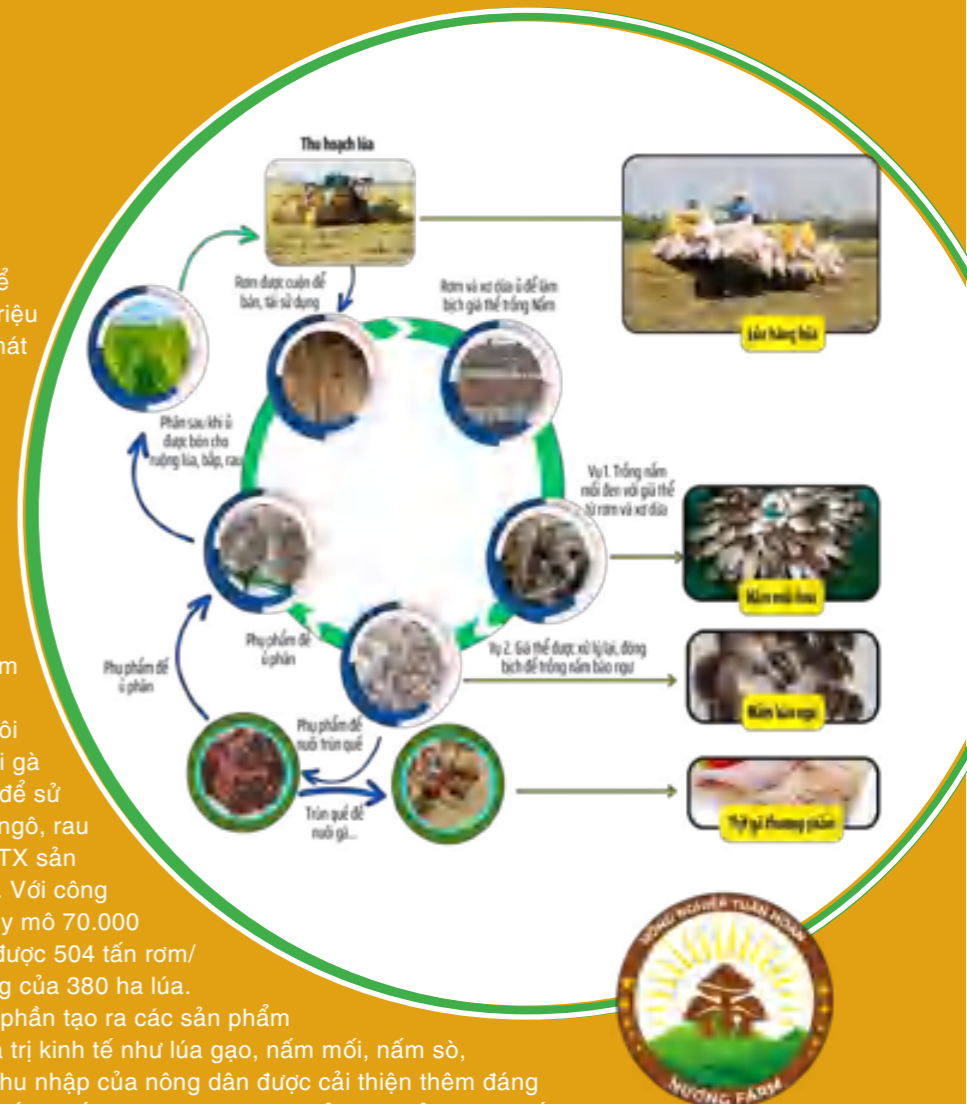 Thu hoạch lúa
Rơm được cuộn để
bán, tái sử dụng
Rơm và xơ dừa ủ để làm
bịch giá thể trồng Nấm
Lúa hàng hóa
Phân sau khi ủ
được bón cho
ruộng lúa, bắp, rau
Vụ 1. Trồng nấm
mối đen với giá thể
từ rơm và xơ dừa
Phụ phẩm để
ủ phân
Phụ phẩm để
ủ phân
Vụ 2. Giá thể được xử lý lại, đóng
bịch để trồng nấm bào ngư
Nấm bào ngư
Phụ phẩm để
nuôi trùn quế
Trùn quế để
nuôi gà...
Thịt gà thương phẩm
ể
riệu
hát
m
ôi
i gà
để sử
ngô, rau
TX sản
. Với công
y mô 70.000
được 504 tấn rơm/
g của 380 ha lúa.
phần tạo ra các sản phẩm
á trị kinh tế như lúa gạo, nấm mối, nấm sò,
hu nhập của nông dân được cải thiện thêm đáng
NÔNG NGHIỆP TUẦN HOÀN
NƯƠNG FARM